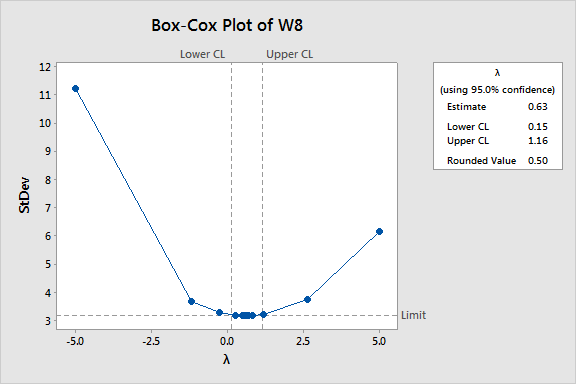 Box-Cox Plot of W8
Lower CL Upper CL
12
11
10
9
8
7
6
5
4
3
StDev
Limit
-5.0 -2.5 0.0 2.5 5.0
λ
λ
(using 95.0% confidence)
Estimate 0.63
Lower CL 0.15
Upper CL 1.16
Rounded Value 0.50